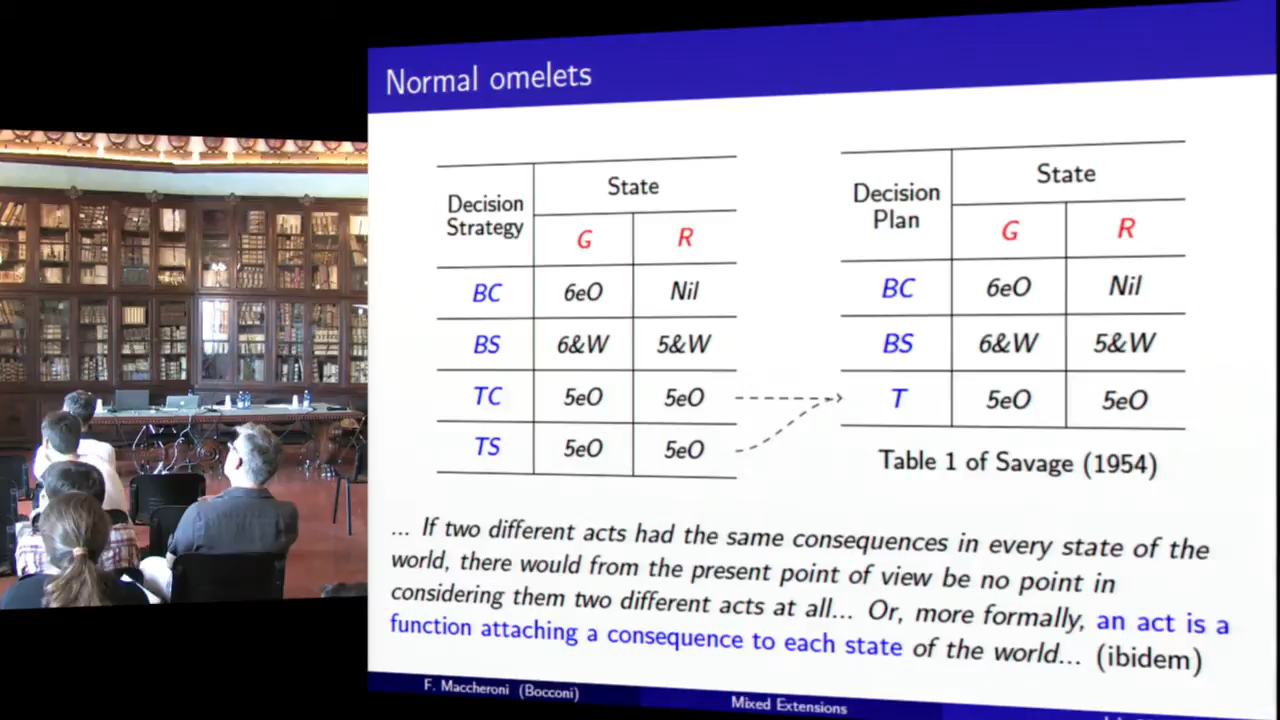 Normal omelets
Decision Strategy State
G R
BC 6eO Nil
BS 6&W 5&W
TC 5eO 5eO
TS 5eO 5eO
Decision Plan State
G R
BC 6eO Nil
BS 6&W 5&W
T 5eO 5eO
Table 1 of Savage (1954)
... If two different acts had the same consequences in every state of the
world, there would from the present point of view be no point in
considering them two different acts at all... Or, more formally, an act is a
function attaching a consequence to each state of the world... (ibidem)
F. Maccheroni (Bocconi) Mixed Extensions